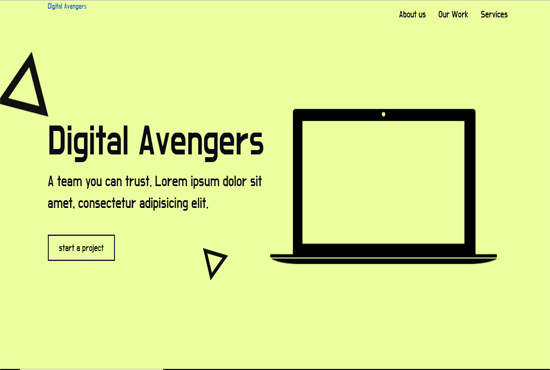 Digital Avengers
About us Our Work Services
Digital Avengers
A team you can trust. Lorem ipsum dolor sit
amet, consectetur adipisicing elit.
start a project